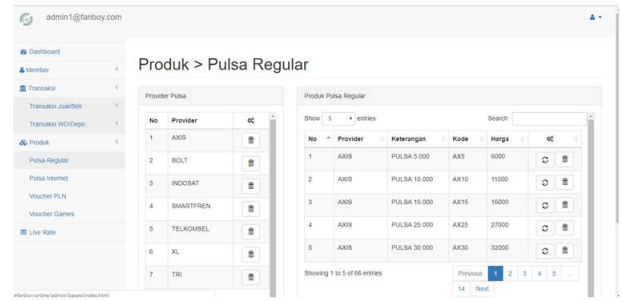 admin1@fanboy.com
Dashboard
Member
Transaksi
Transaksi Jual/Beli
Transaksi WD/Depo
Produk
Pulsa Regular
Pulsa Internet
Voucher PLN
Voucher Games
Live Rate
Produk > Pulsa Regular
Provider Pulsa
No Provider
1 AXIS
2 BOLT
3 INDOSAT
4 SMARTFREN
5 TELKOMSEL
6 XL
7 TRI
Produk Pulsa Regular
Show 5 entries Search:
No Provider Keterangan Kode Harga
1 AXIS PULSA 5.000 AX5 6000
2 AXIS PULSA 10.000 AX10 11000
3 AXIS PULSA 15.000 AX15 16000
4 AXIS PULSA 25.000 AX25 27000
5 AXIS PULSA 30.000 AX30 32000
Showing 1 to 5 of 66 entries
Previous 1 2 3 4 5 ...
14 Next
efanboy.online/admin/pages/index.html